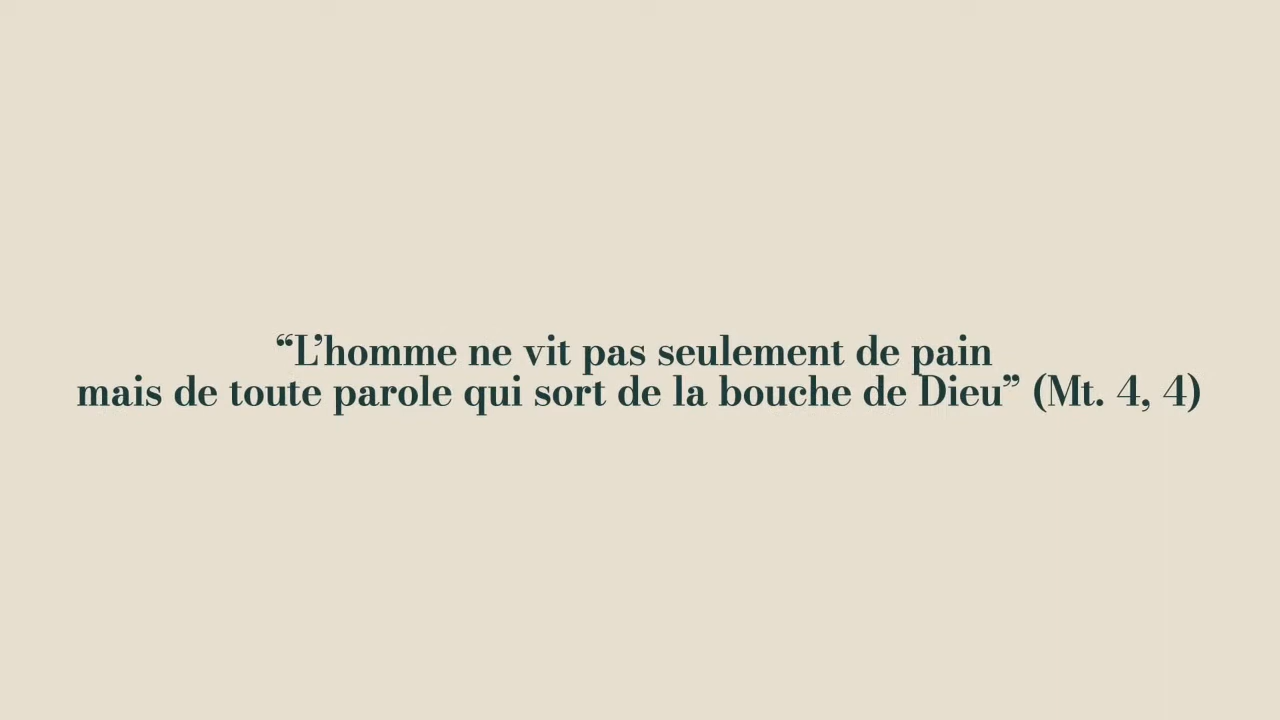 “L’homme ne vit pas seulement de pain
mais de toute parole qui sort de la bouche de Dieu” (Mt. 4, 4)